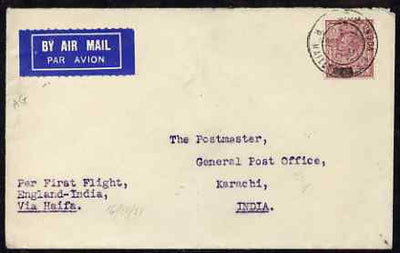 BY AIR MAIL
PAR AVION
The Postmaster,
General Post Office,
Karachi,
INDIA.
Per First Flight,
England-India,
Via Haifa.